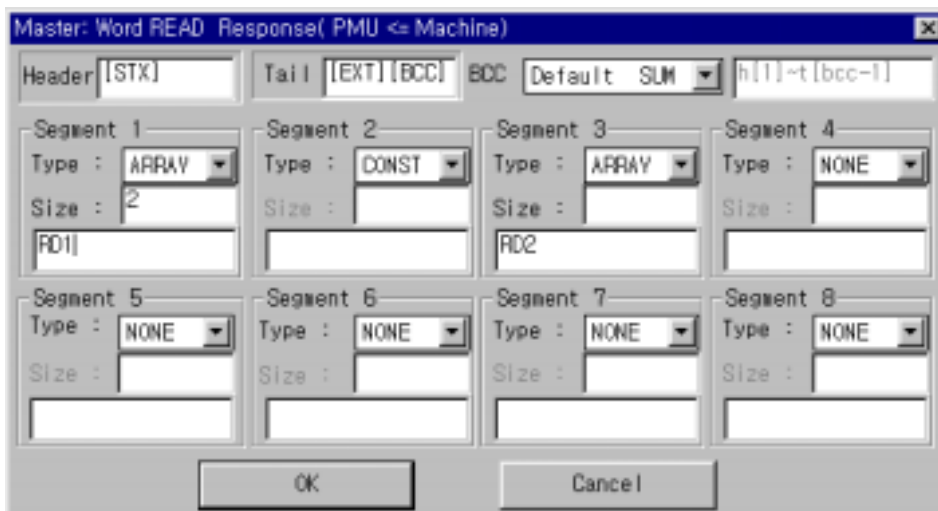 Master: Word READ Response( PMU <= Machine)
Header [STX] Tail [EXT][BCC] BCC Default SUM h[1]~t[bcc-1]
Segment 1 Segment 2 Segment 3 Segment 4
Type : ARRAY Type : CONST Type : ARRAY Type : NONE
Size : 2 Size : Size : Size :
RD1 RD2
Segment 5 Segment 6 Segment 7 Segment 8
Type : NONE Type : NONE Type : NONE Type : NONE
Size : Size : Size : Size :
OK Cancel